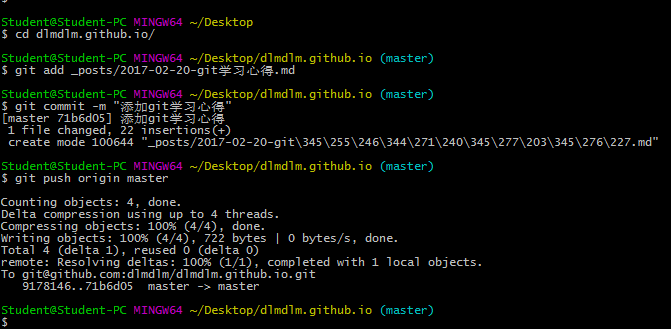 $
Student@Student-PC MINGW64 ~/Desktop
$ cd dlmdlm.github.io/
Student@Student-PC MINGW64 ~/Desktop/dlmdlm.github.io (master)
$ git add _posts/2017-02-20-git学习心得.md
Student@Student-PC MINGW64 ~/Desktop/dlmdlm.github.io (master)
$ git commit -m "添加git学习心得"
[master 71b6d05] 添加git学习心得
 1 file changed, 22 insertions(+)
 create mode 100644 "_posts/2017-02-20-git\345\255\246\344\271\240\345\277\203\345\276\227.md"
Student@Student-PC MINGW64 ~/Desktop/dlmdlm.github.io (master)
$ git push origin master
Counting objects: 4, done.
Delta compression using up to 4 threads.
Compressing objects: 100% (4/4), done.
Writing objects: 100% (4/4), 722 bytes | 0 bytes/s, done.
Total 4 (delta 1), reused 0 (delta 0)
remote: Resolving deltas: 100% (1/1), completed with 1 local objects.
To git@github.com:dlmdlm/dlmdlm.github.io.git
   9178146..71b6d05  master -> master
Student@Student-PC MINGW64 ~/Desktop/dlmdlm.github.io (master)
$